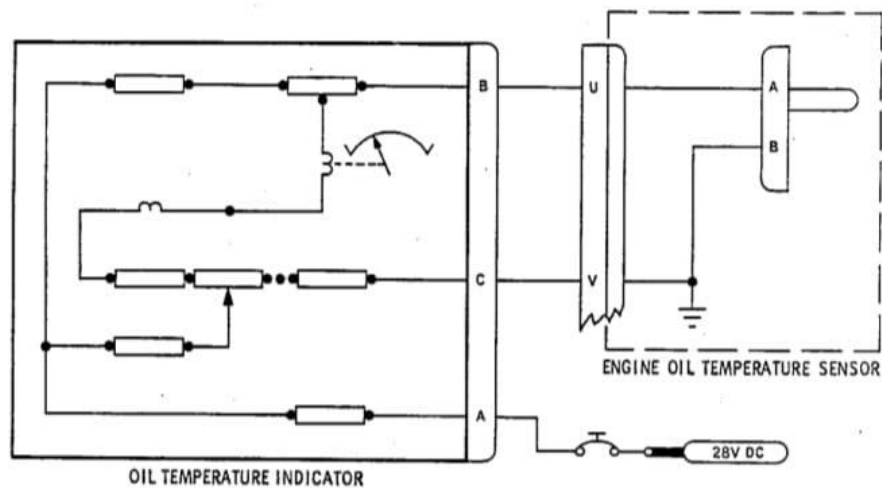 B
U
A
B
C
V
ENGINE OIL TEMPERATURE SENSOR
A
28V DC
OIL TEMPERATURE INDICATOR